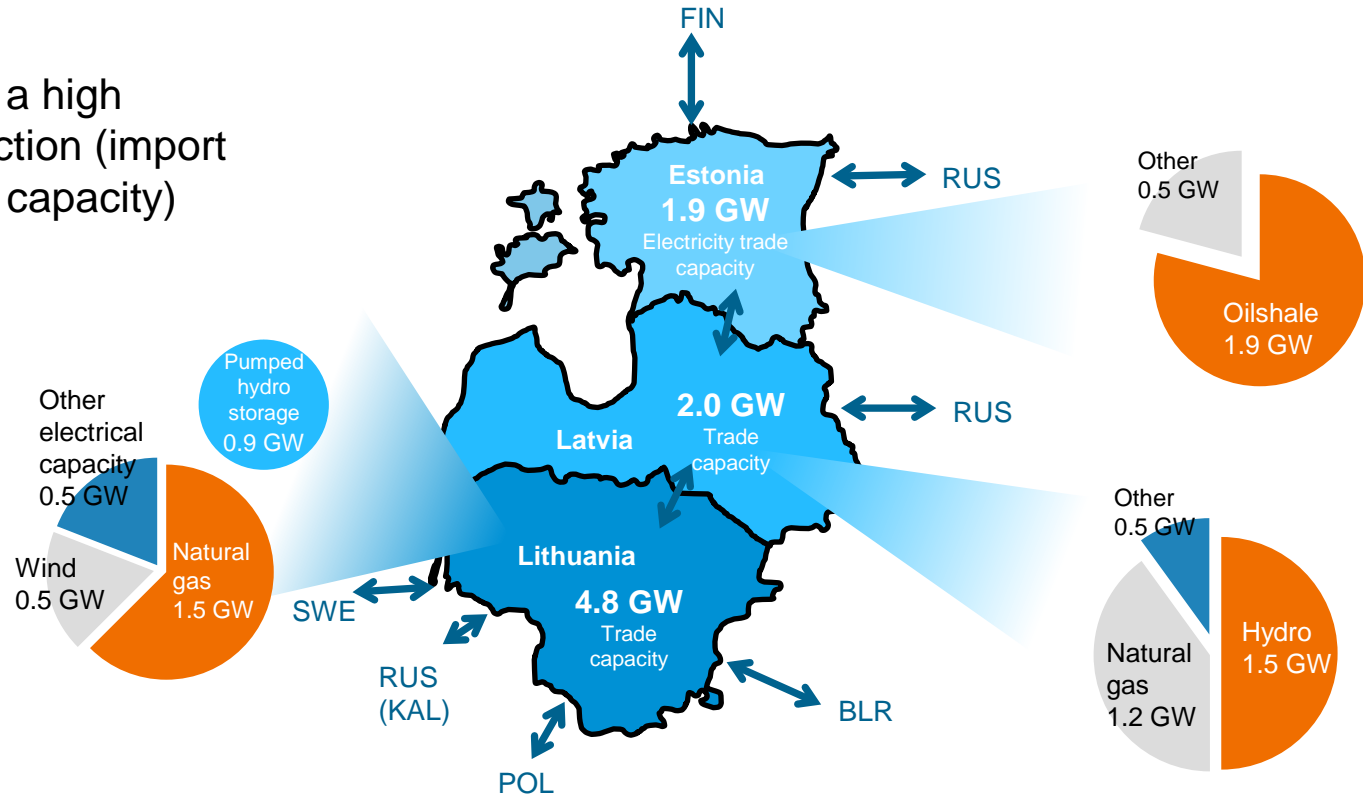 FIN
a high
ction (import
capacity)
Estonia
1.9 GW
Electricity trade
capacity
RUS
Other
0.5 GW
Oilshale
1.9 GW
Pumped
hydro
storage
0.9 GW
Other
electrical
capacity
0.5 GW
Wind
0.5 GW
Natural
gas
1.5 GW
2.0 GW
Trade
capacity
Latvia
RUS
Lithuania
4.8 GW
Trade
capacity
SWE
RUS
(KAL)
POL
BLR
Other
0.5 GW
Natural
gas
1.2 GW
Hydro
1.5 GW